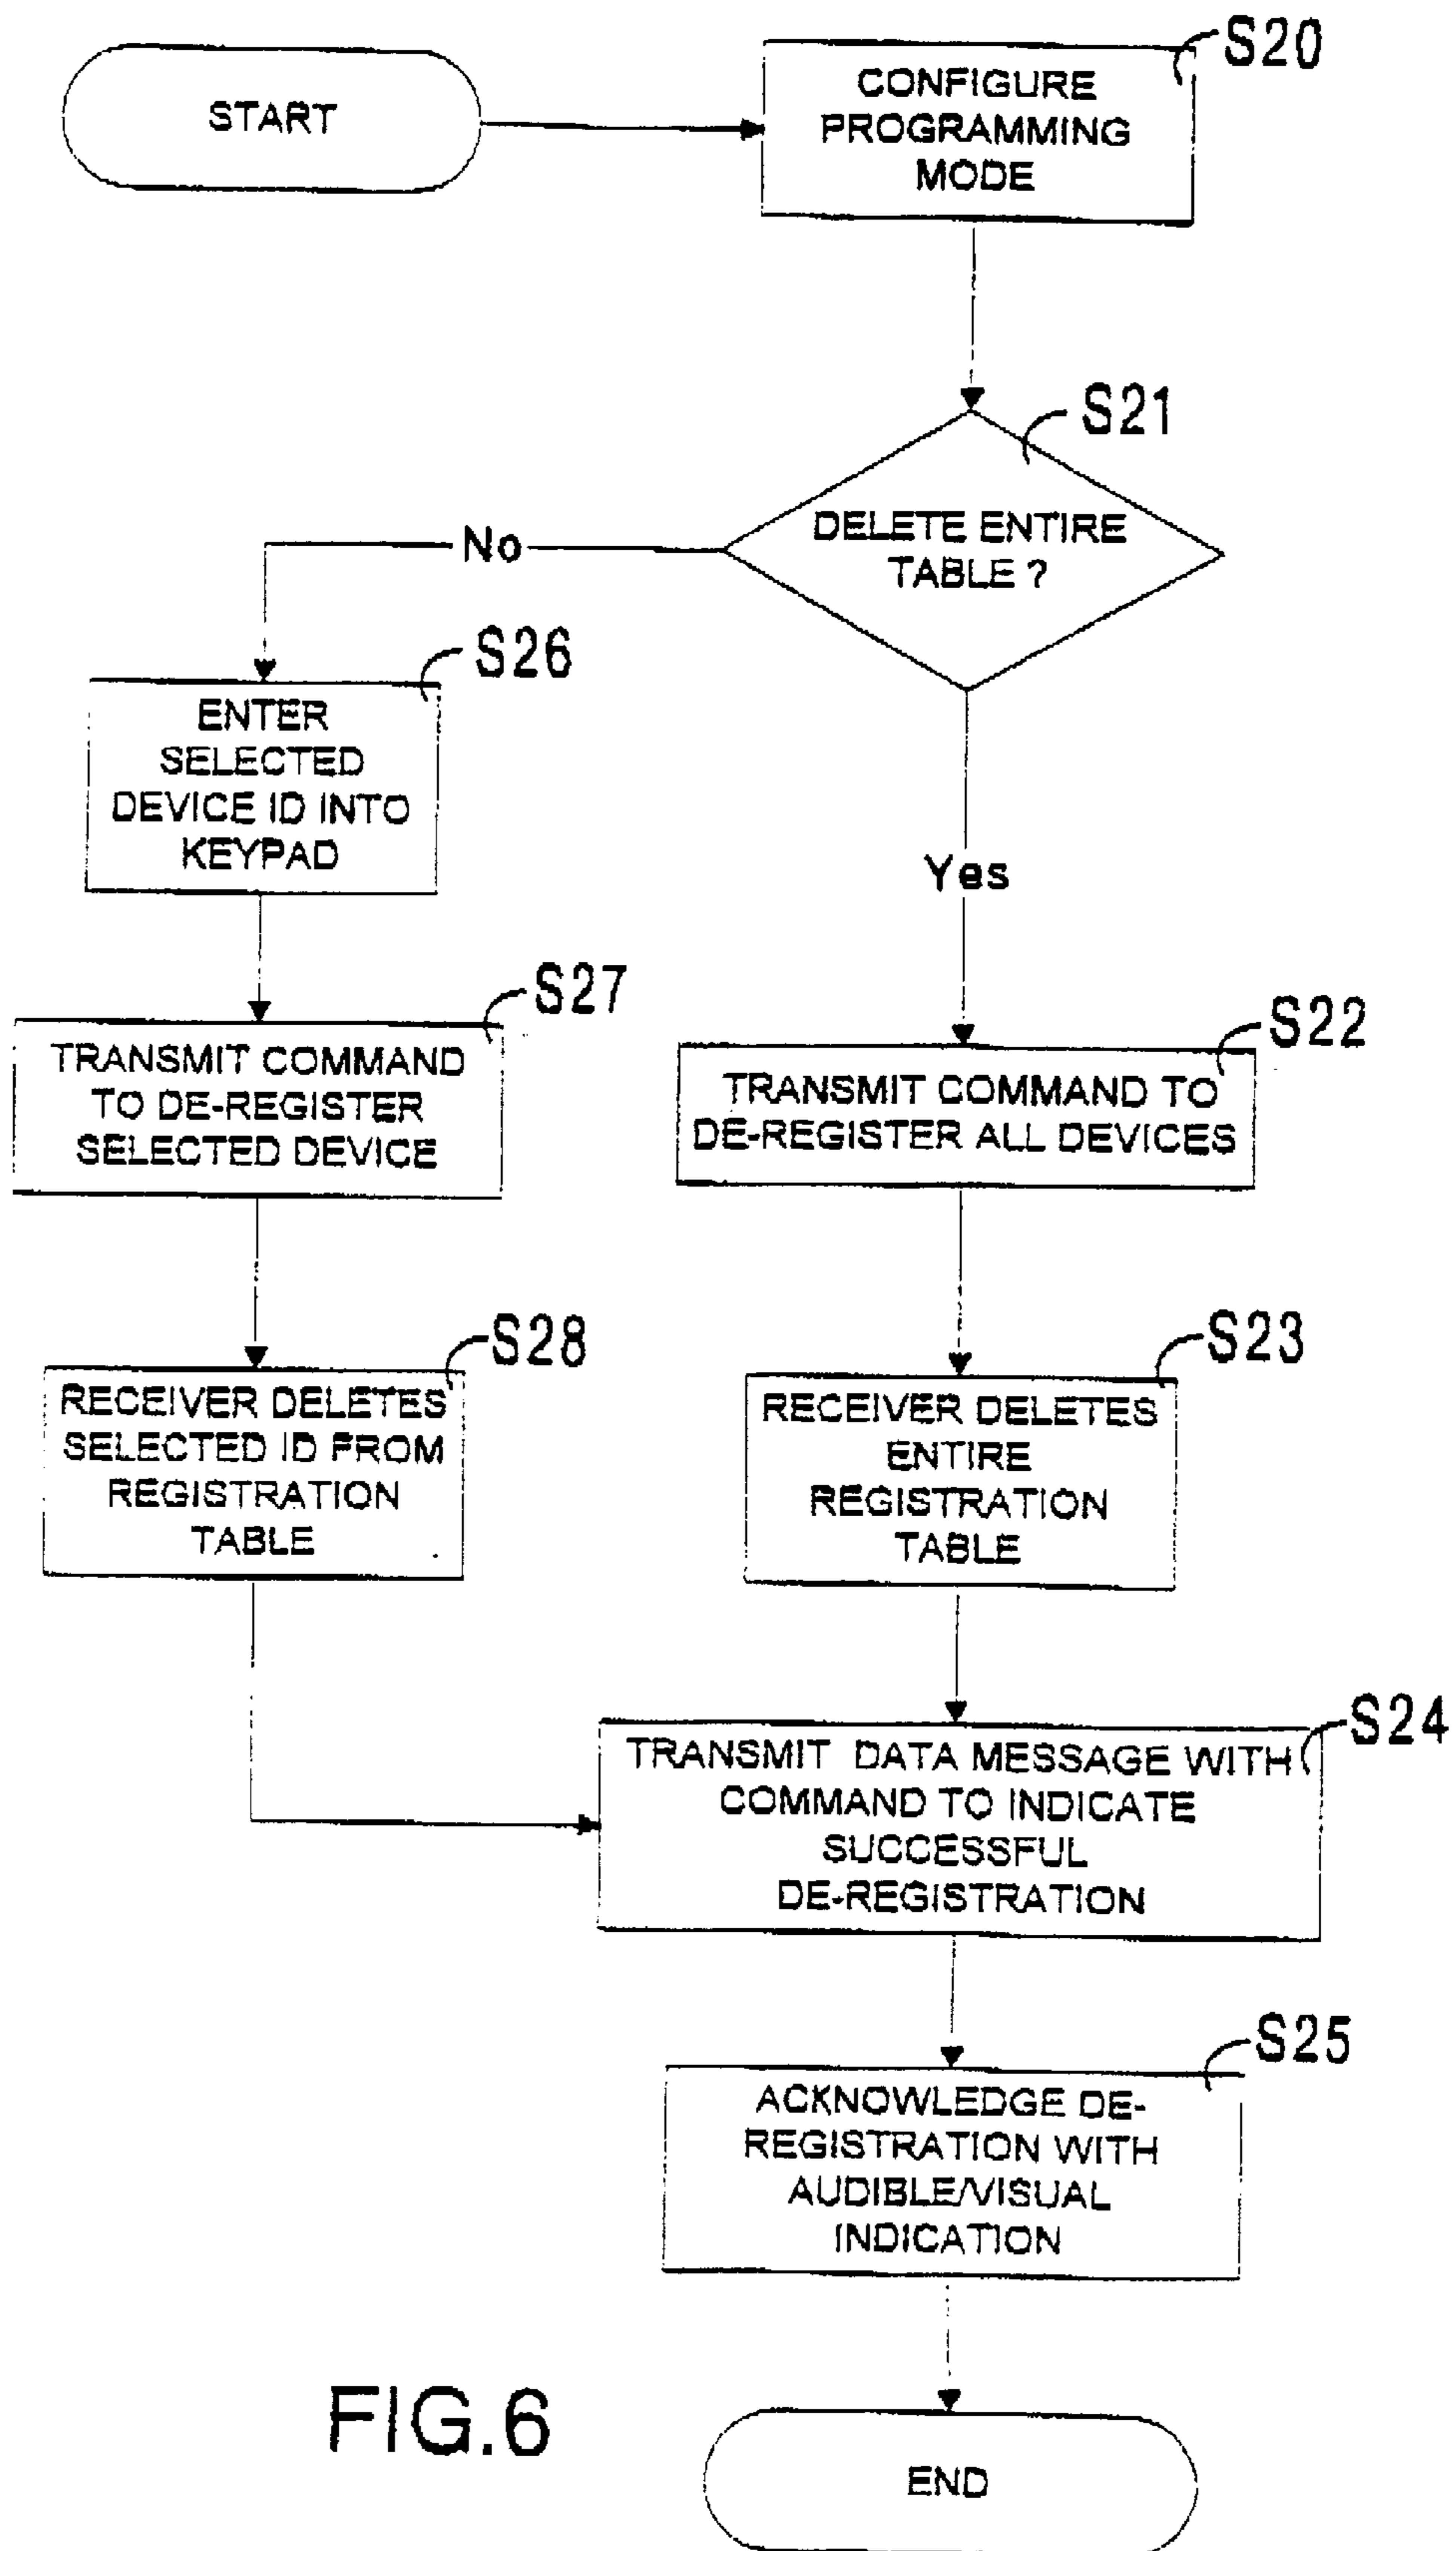 START
S20
CONFIGURE
PROGRAMMING
MODE
S21
DELETE ENTIRE
TABLE ?
No
Yes
S26
ENTER
SELECTED
DEVICE ID INTO
KEYPAD
S27
TRANSMIT COMMAND
TO DE-REGISTER
SELECTED DEVICE
S22
TRANSMIT COMMAND TO
DE-REGISTER ALL DEVICES
S28
RECEIVER DELETES
SELECTED ID FROM
REGISTRATION
TABLE
S23
RECEIVER DELETES
ENTIRE
REGISTRATION
TABLE
S24
TRANSMIT DATA MESSAGE WITH
COMMAND TO INDICATE
SUCCESSFUL
DE-REGISTRATION
S25
ACKNOWLEDGE DE-
REGISTRATION WITH
AUDIBLE/VISUAL
INDICATION
END
FIG.6